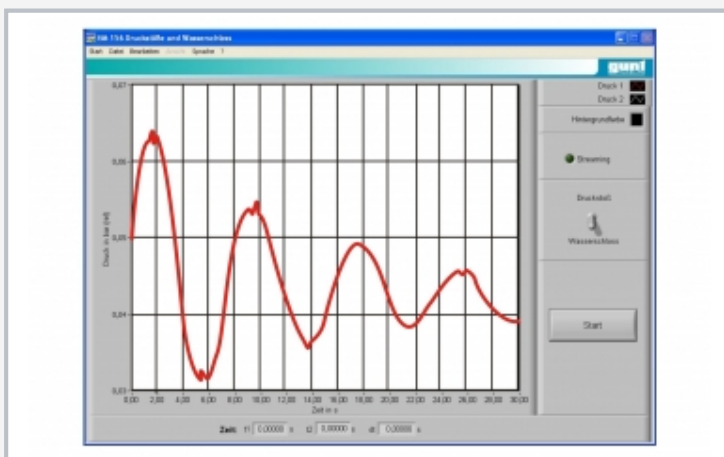 HM 156 Druckstöße und Wasserschloss
Start Datei Bearbeiten Ansicht Sprache ?
gunt
Druck 1
Druck 2
Hintergrundfarbe
Streaming
Druckstoß
Wasserschloss
Start
0,07
0,06
0,05
0,04
0,03
Druck in bar (rel)
0,00 2,00 4,00 6,00 8,00 10,00 12,00 14,00 16,00 18,00 20,00 22,00 24,00 26,00 28,00 30,00
Zeit in s
Zeit: t1 0,00000 s t2 0,00000 s dt 0,00000 s